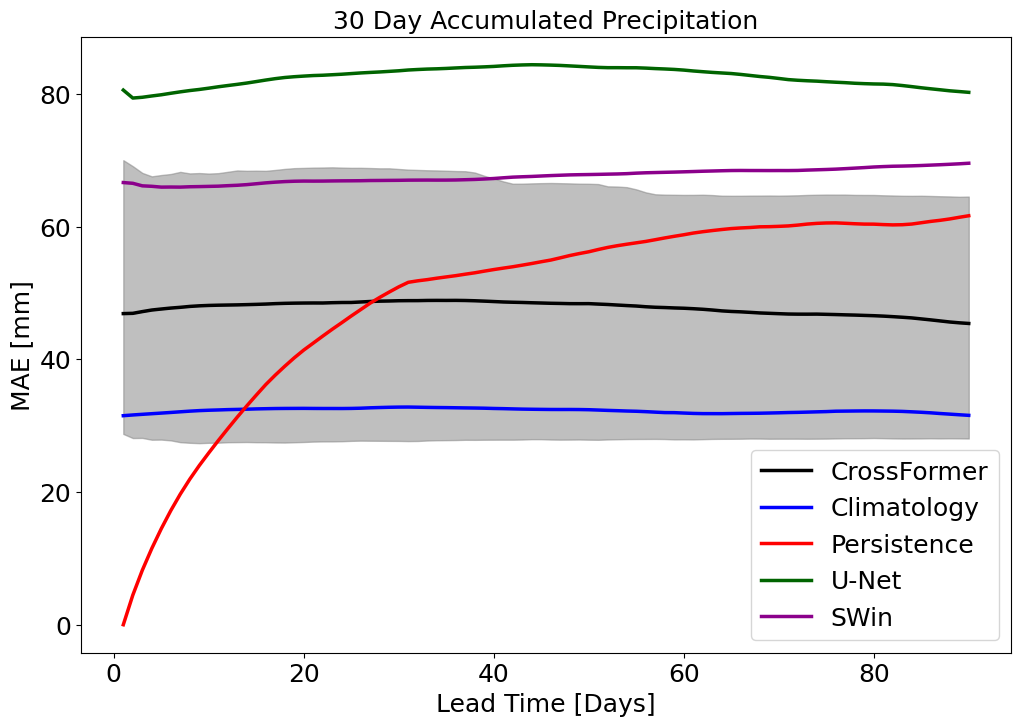 30 Day Accumulated Precipitation
MAE [mm]
80
60
40
20
0
0 20 40 60 80
Lead Time [Days]
CrossFormer
Climatology
Persistence
U-Net
SWin